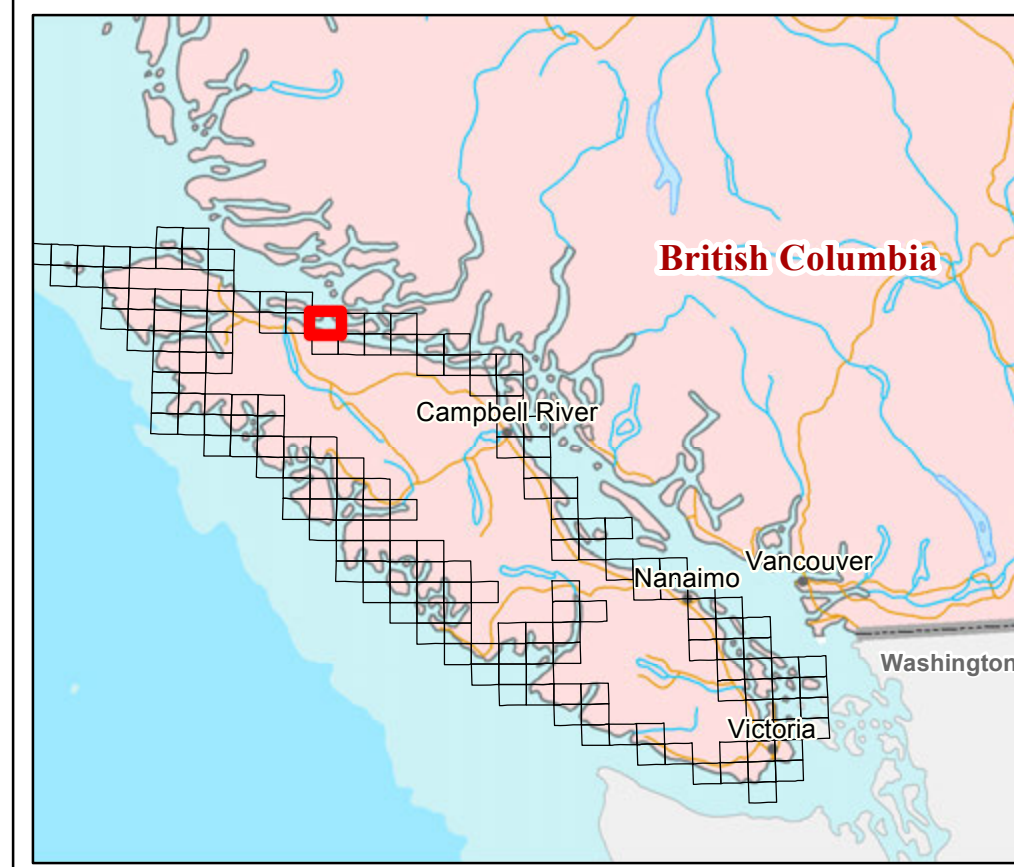 British Columbia
Campbell River
Vancouver
Nanaimo
Washington
Victoria